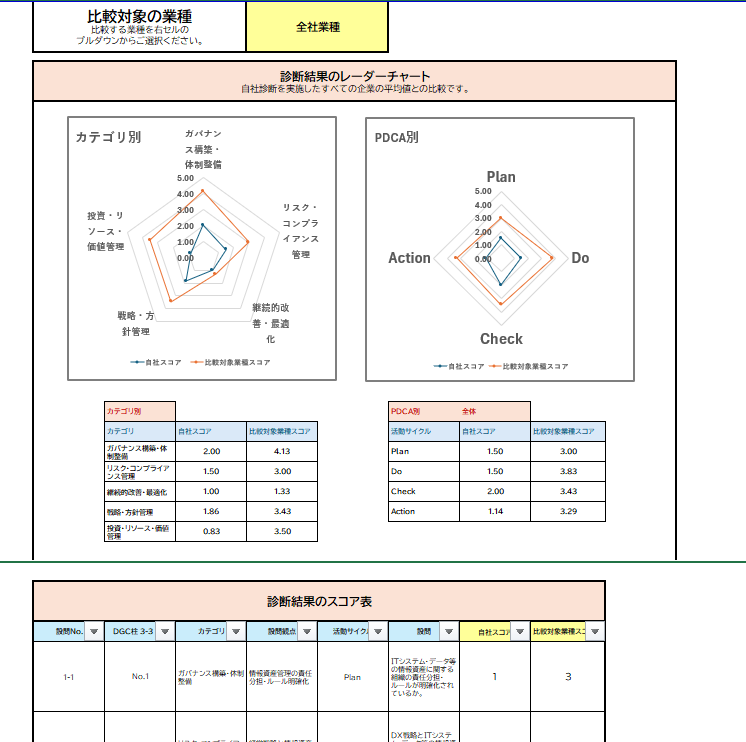 比較対象の業種
比較する業種を右セルの
プルダウンからご選択ください。
全社業種
診断結果のレーダーチャート
自社診断を実施したすべての企業の平均値との比較です。
カテゴリ別
ガバナン
ス構築・
体制整備
5.00
4.00
3.00
2.00
1.00
0.00
リスク・
コンプラ
イアンス
管理
継続的改
善・最適
化
戦略・方
針管理
投資・リ
ソース・
価値管理
自社スコア
比較対象業種スコア
PDCA別
Plan
5.00
4.00
3.00
2.00
1.00
0.00
Do
Check
Action
自社スコア
比較対象業種スコア
カテゴリ別
カテゴリ 自社スコア 比較対象業種スコア
ガバナンス構築・体
制整備 2.00 4.13
リスク・コンプライア
ンス管理 1.50 3.00
継続的改善・最適化 1.00 1.33
戦略・方針管理 1.86 3.43
投資・リソース・価値
管理 0.83 3.50
PDCA別 全体
活動サイクル 自社スコア 比較対象業種スコア
Plan 1.50 3.00
Do 1.50 3.83
Check 2.00 3.43
Action 1.14 3.29
診断結果のスコア表
設問No. DGC柱 3-3 カテゴリ 設問観点 活動サイクル 設問 自社スコア 比較対象業種スコ
1-1
No.1
ガバナンス構築・体制
整備
情報資産管理の責任
分担・ルール明確化
Plan
ITシステム・データ等
の情報資産に関する
組織の責任分担・
ルールが明確化され
ているか。
1
3
DX戦略とITシステ